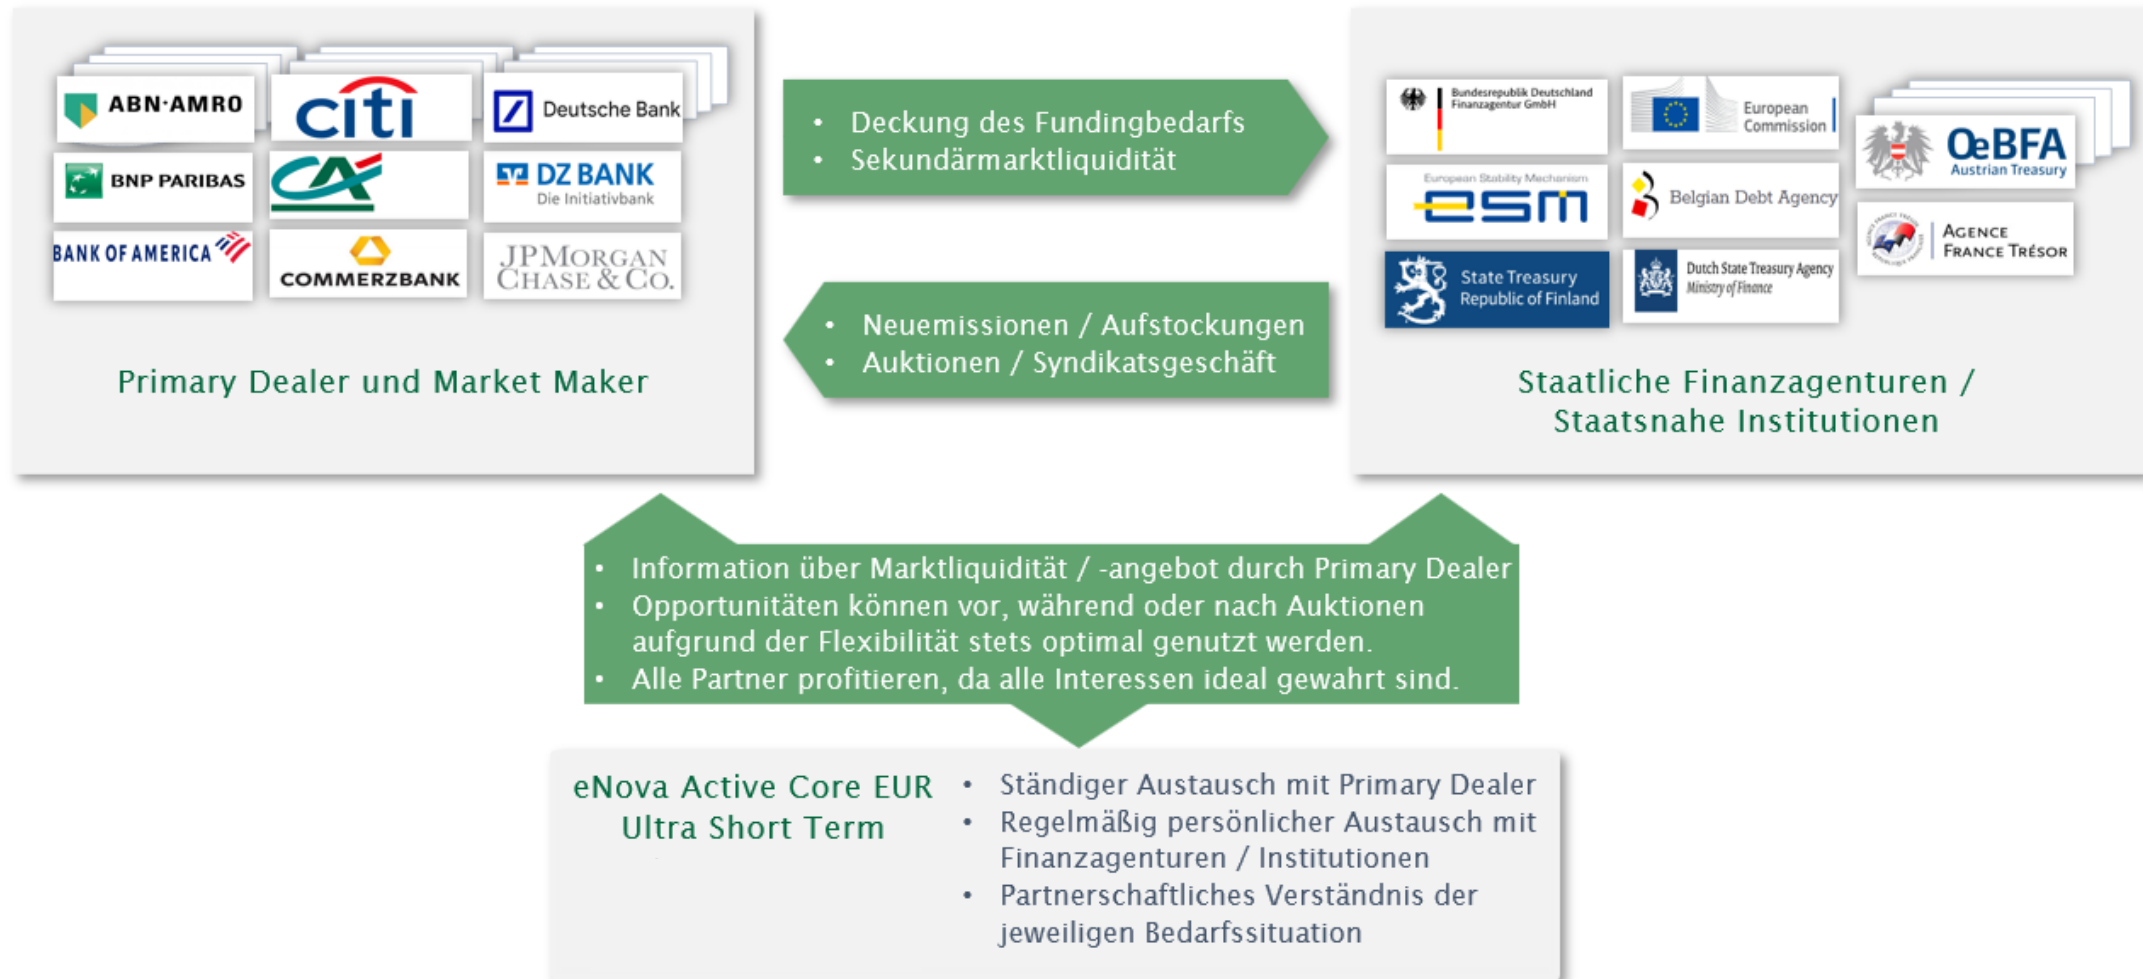 ABN·AMRO
citi
Deutsche Bank
BNP PARIBAS
CA
DZ BANK
Die Initiativbank
BANK OF AMERICA
COMMERZBANK
JPMORGAN
CHASE & CO.
Primary Dealer und Market Maker
• Deckung des Fundingbedarfs
• Sekundärmarktliquidität
• Neuemissionen / Aufstockungen
• Auktionen / Syndikatsgeschäft
Bundesrepublik Deutschland
Finanzagentur GmbH
European
Commission
OeBFA
Austrian Treasury
European Stability Mechanism
esm
Belgian Debt Agency
AGENCE
FRANCE TRÉSOR
State Treasury
Republic of Finland
Dutch State Treasury Agency
Ministry of Finance
Staatliche Finanzagenturen /
Staatsnahe Institutionen
• Information über Marktliquidität / -angebot durch Primary Dealer
• Opportunitäten können vor, während oder nach Auktionen
aufgrund der Flexibilität stets optimal genutzt werden.
• Alle Partner profitieren, da alle Interessen ideal gewahrt sind.
eNova Active Core EUR
Ultra Short Term
• Ständiger Austausch mit Primary Dealer
• Regelmäßig persönlicher Austausch mit
Finanzagenturen / Institutionen
• Partnerschaftliches Verständnis der
jeweiligen Bedarfssituation